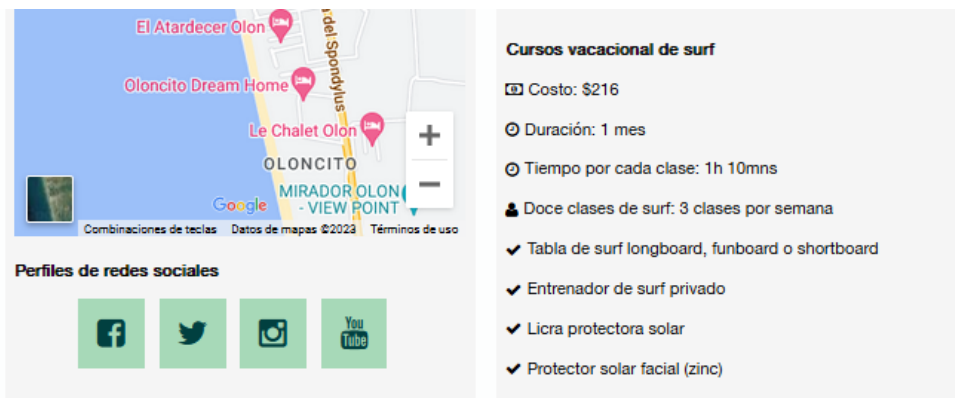 El Atardecer Olon
del Spondylus
Oloncito Dream Home
Le Chalet Olon
OLONCITO
MIRADOR OLON
- VIEW POINT
+
−
Google
Combinaciones de teclas Datos de mapas ©2023 Términos de uso
Perfiles de redes sociales
You
Tube
Cursos vacacional de surf
Costo: $216
Duración: 1 mes
Tiempo por cada clase: 1h 10mns
Doce clases de surf: 3 clases por semana
Tabla de surf longboard, funboard o shortboard
Entrenador de surf privado
Licra protectora solar
Protector solar facial (zinc)